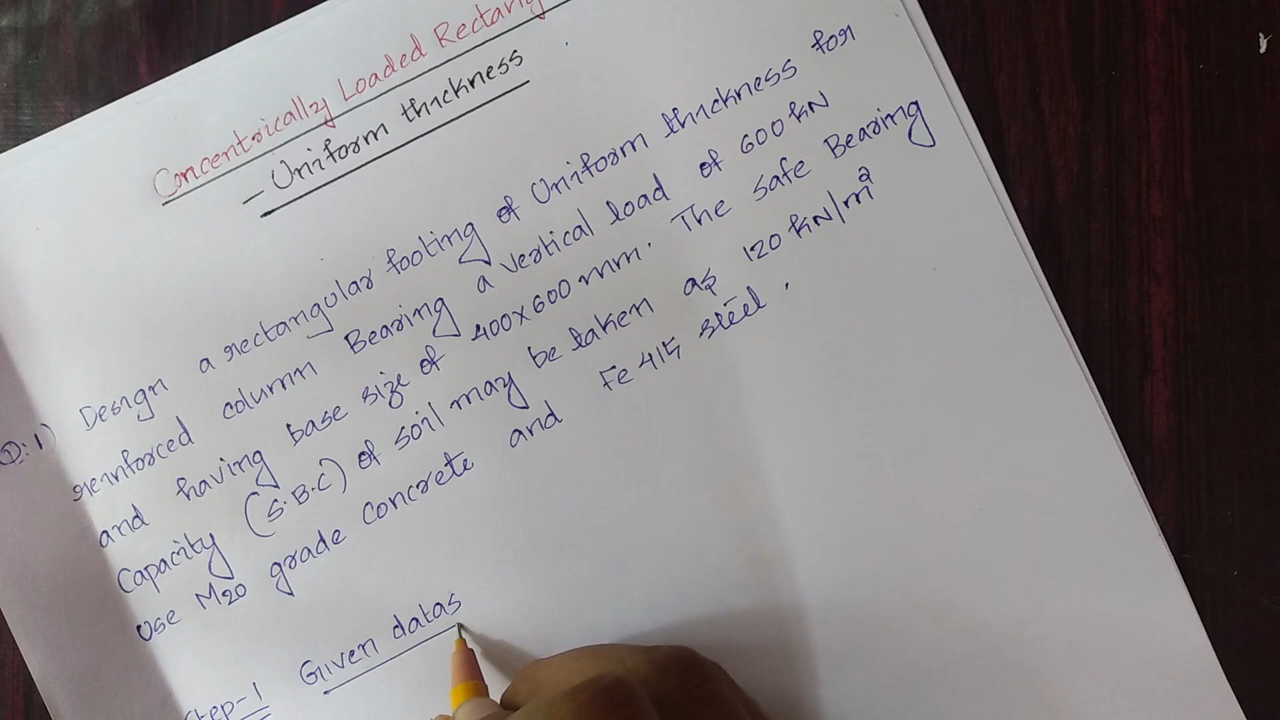 Concentrically Loaded Rectang
- Uniform thickness
Q:1) Design a rectangular footing of Uniform thickness for
reinforced column Bearing a vertical load of 600 kN
and having base size of 400x600 mm. The safe Bearing
Capacity (S.B.C) of soil may be taken as 120 kN/m²
Use M20 grade concrete and Fe 415 steel.
Step-1 Given datas